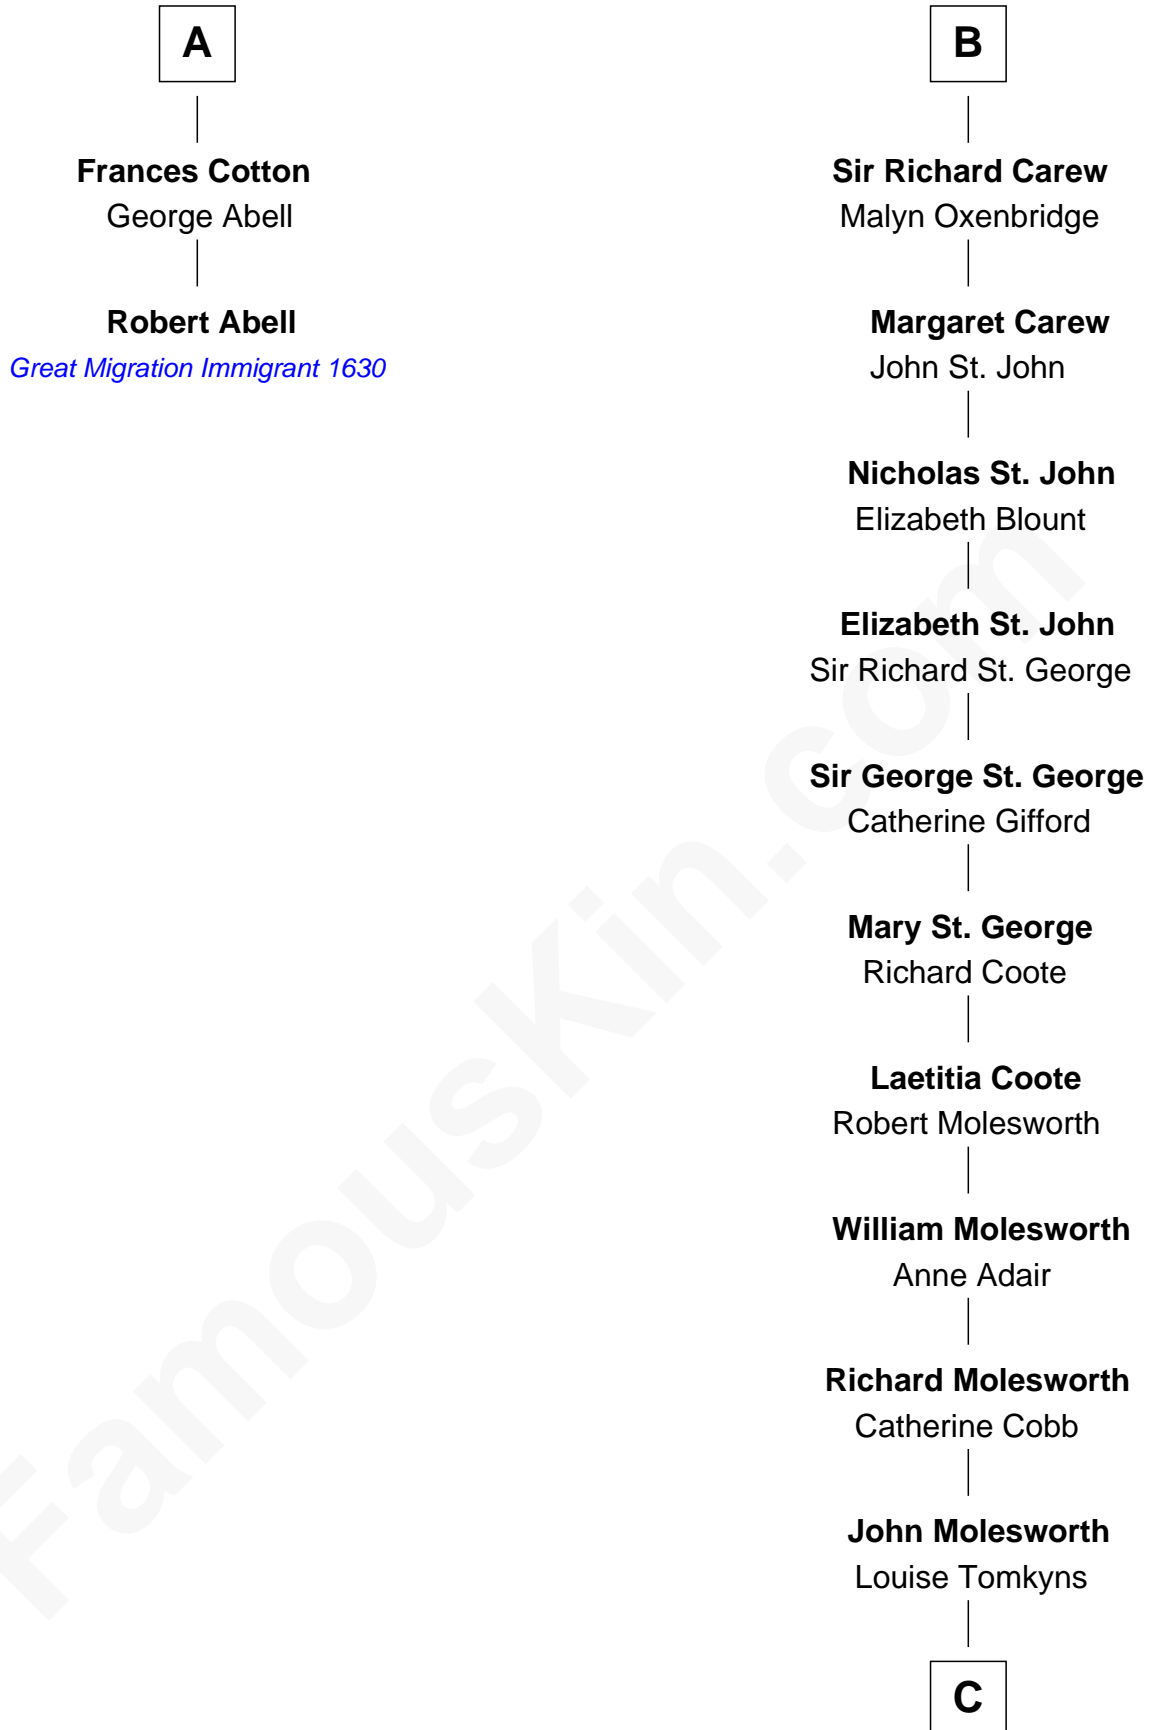 A
Frances Cotton
George Abell
Robert Abell
Great Migration Immigrant 1630
B
Sir Richard Carew
Malyn Oxenbridge
Margaret Carew
John St. John
Nicholas St. John
Elizabeth Blount
Elizabeth St. John
Sir Richard St. George
Sir George St. George
Catherine Gifford
Mary St. George
Richard Coote
Laetitia Coote
Robert Molesworth
William Molesworth
Anne Adair
Richard Molesworth
Catherine Cobb
John Molesworth
Louise Tomkyns
C
FamousKin.com